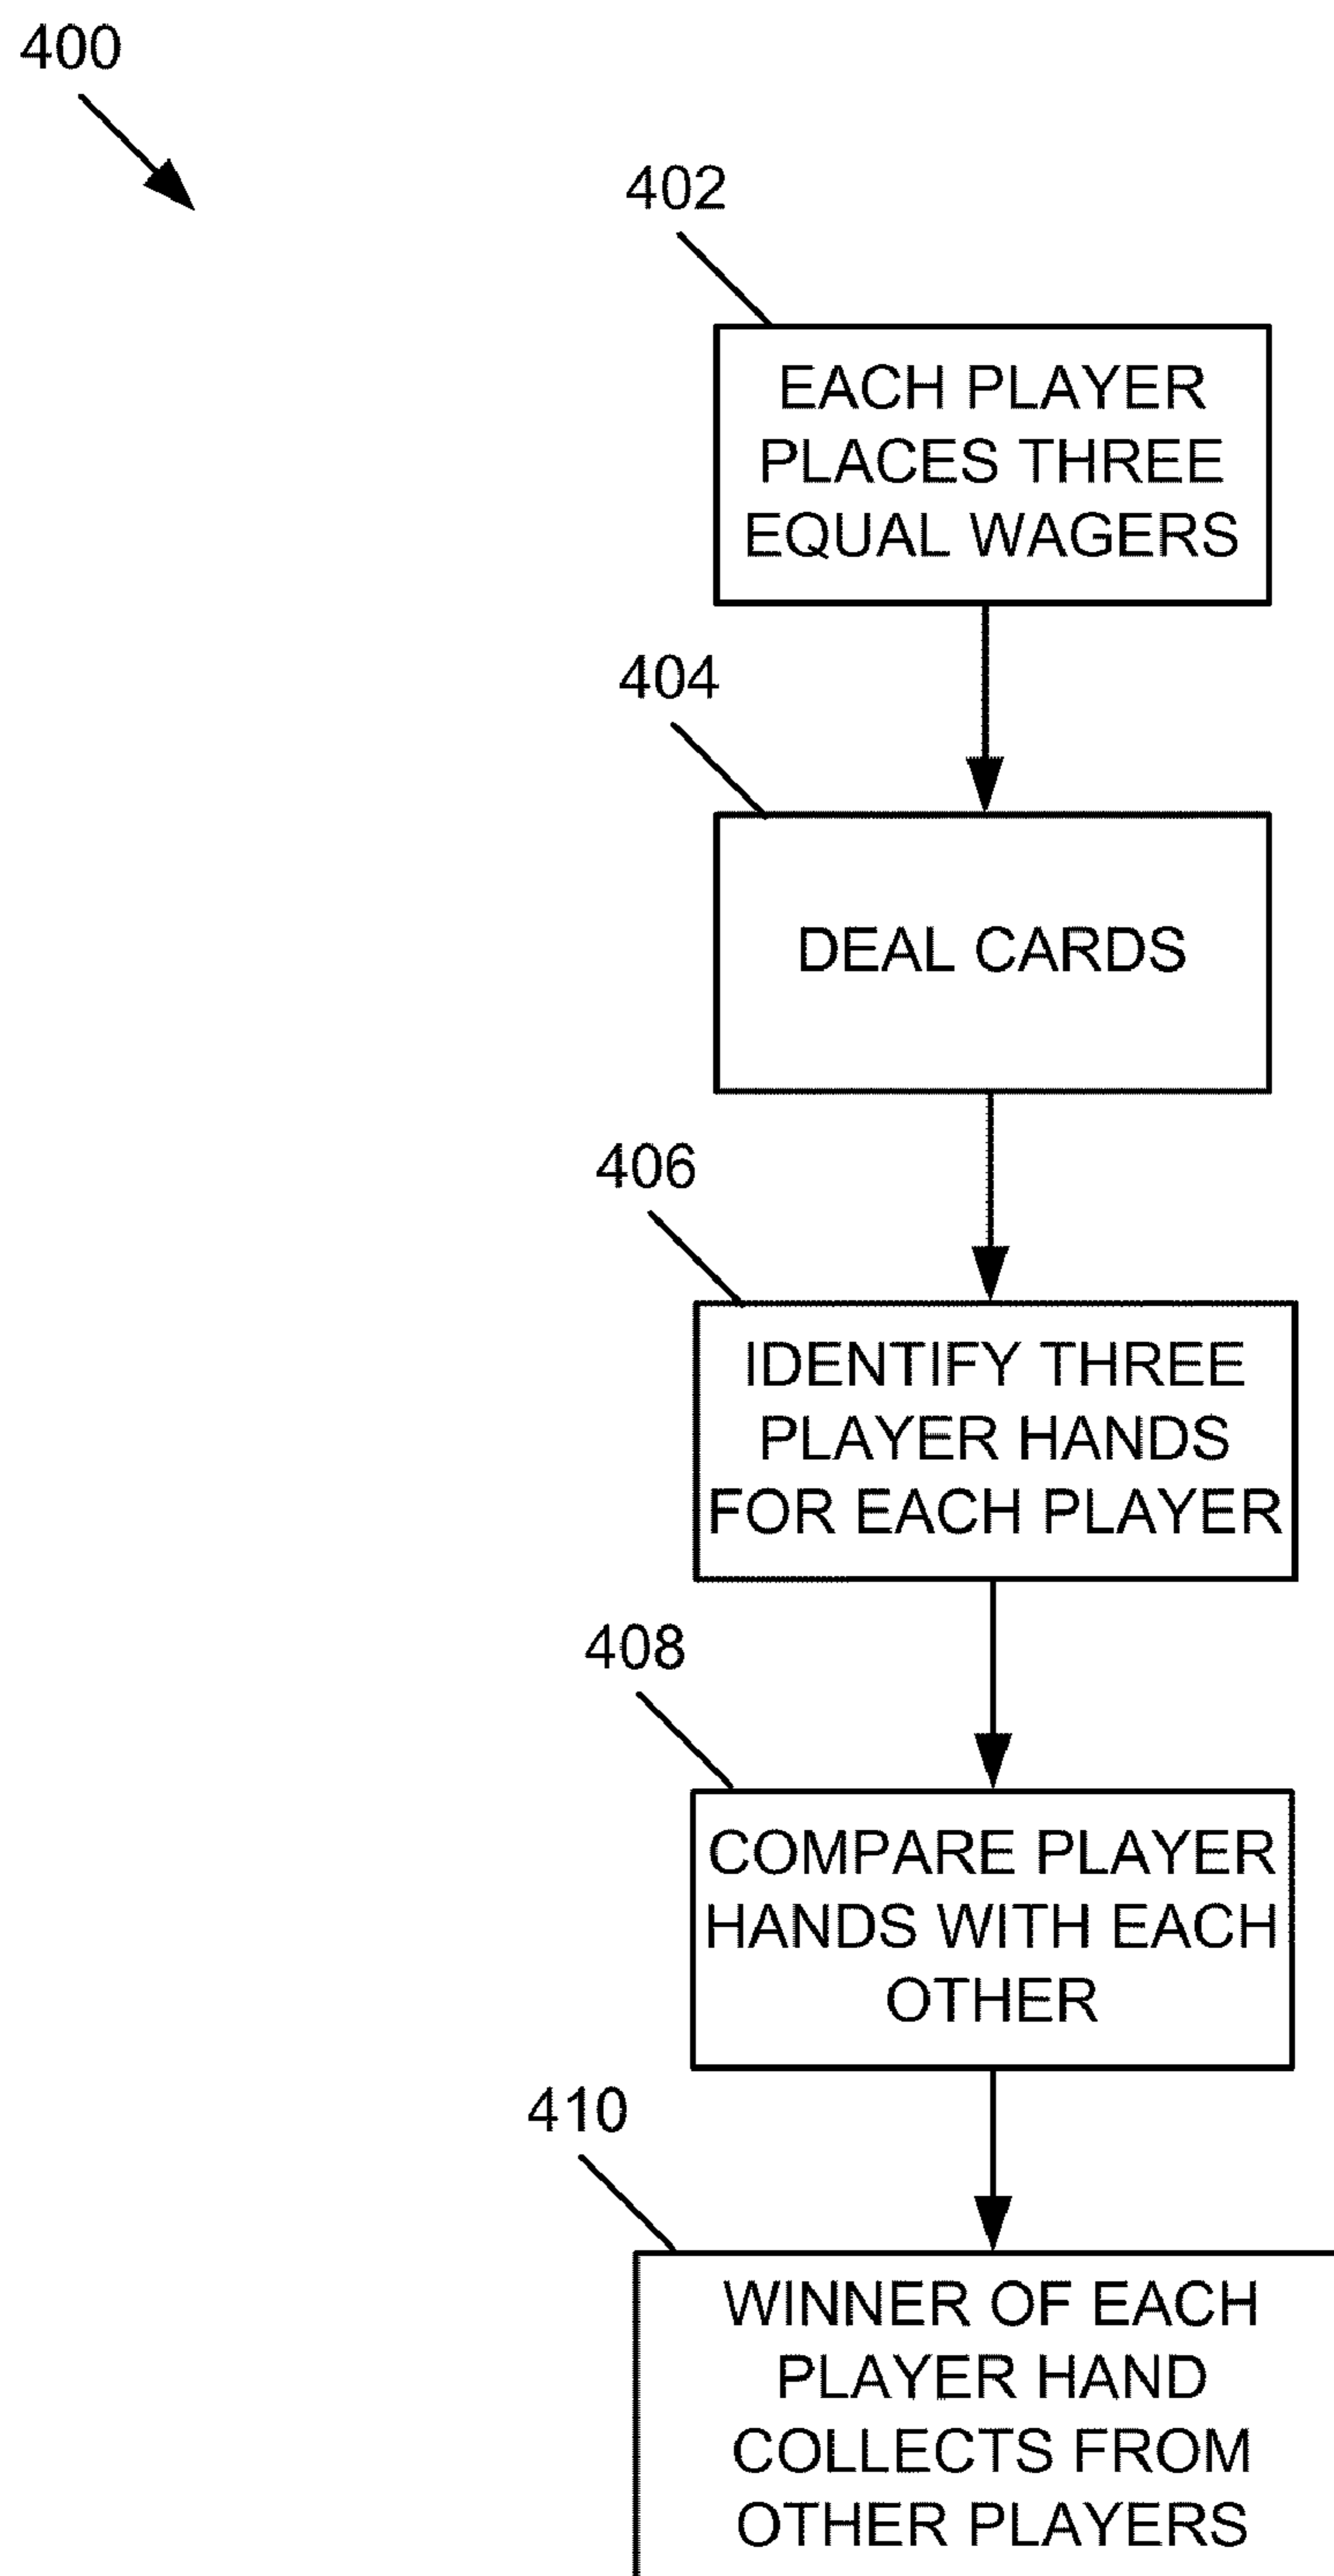 400
402
EACH PLAYER
PLACES THREE
EQUAL WAGERS
404
DEAL CARDS
406
IDENTIFY THREE
PLAYER HANDS
FOR EACH PLAYER
408
COMPARE PLAYER
HANDS WITH EACH
OTHER
410
WINNER OF EACH
PLAYER HAND
COLLECTS FROM
OTHER PLAYERS